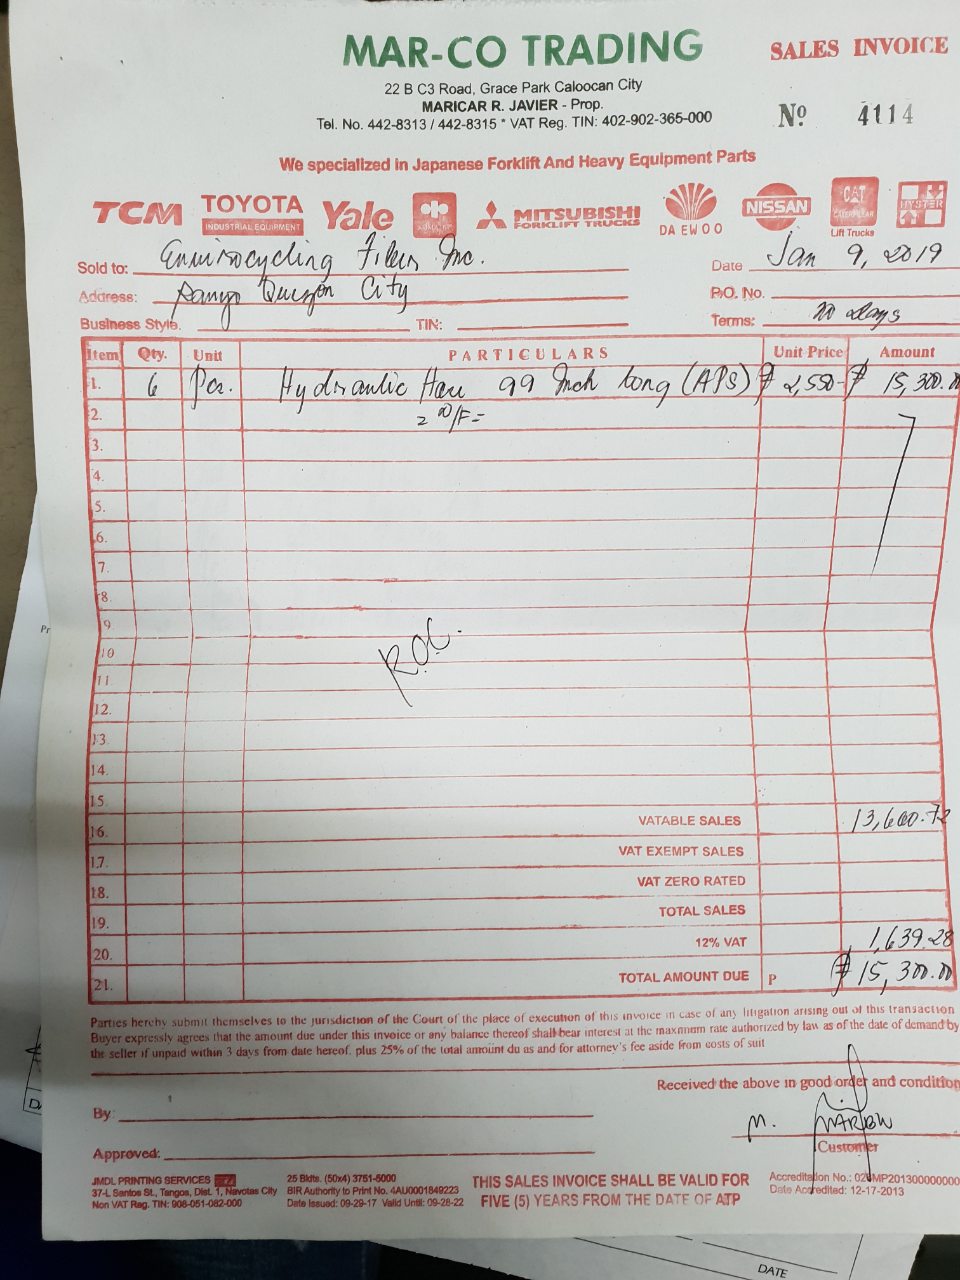 MAR-CO TRADING
SALES INVOICE
22 B C3 Road, Grace Park Caloocan City
MARICAR R. JAVIER - Prop.
Tel. No. 442-8313 / 442-8315 * VAT Reg. TIN: 402-902-365-000
Nº 4114
We specialized in Japanese Forklift And Heavy Equipment Parts
TCM TOYOTA INDUSTRIAL EQUIPMENT Yale MITSUBISHI FORKLIFT TRUCKS DAEWOO NISSAN CAT CATERPILLAR Lift Trucks HYSTER
Sold to: Envirocycling Fiber Inc.
Date Jan 9, 2019
Address: Quezon City
P.O. No.
Business Style. TIN:
Terms: days
Item Qty. Unit PARTICULARS Unit Price Amount
1. 6 Pcs. Hydraulic Hose 99 Inch Long (APS) ₱ 2,550- ₱ 15,300.00
2.
3.
4.
5.
6.
7.
8.
9.
10
11.
12.
13.
14.
15.
VATABLE SALES 13,660.72
16.
VAT EXEMPT SALES
17.
VAT ZERO RATED
18.
TOTAL SALES
19.
12% VAT 1,639.28
20.
TOTAL AMOUNT DUE P ₱ 15,300.00
21.
Parties hereby submit themselves to the jurisdiction of the Court of the place of execution of this invoice in case of any litigation arising out of this transaction
Buyer expressly agrees that the amount due under this invoice or any balance thereof shall bear interest at the maxmum rate authorized by law as of the date of demand by
the seller if unpaid within 3 days from date hereof. plus 25% of the total amount du as and for attorney's fee aside from costs of suit
Received the above in good order and condition
By:
M.
Customer
Approved:
JMDL PRINTING SERVICES
37-L Santos St., Tangos, Dist. 1, Navotas City
Non VAT Reg. TIN: 908-051-082-000
25 Bklts. (50x4) 3751-5000
BIR Authority to Print No. 4AU0001849223
Date Issued: 09-29-17 Valid Until: 09-28-22
THIS SALES INVOICE SHALL BE VALID FOR
FIVE (5) YEARS FROM THE DATE OF ATP
Accreditation No.:
Date Accredited: 12-17-2013
DATE